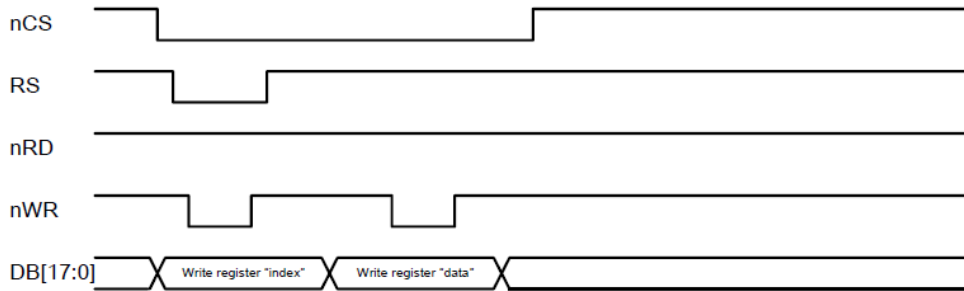 nCS
RS
nRD
nWR
DB[17:0]
Write register "index"
Write register "data"